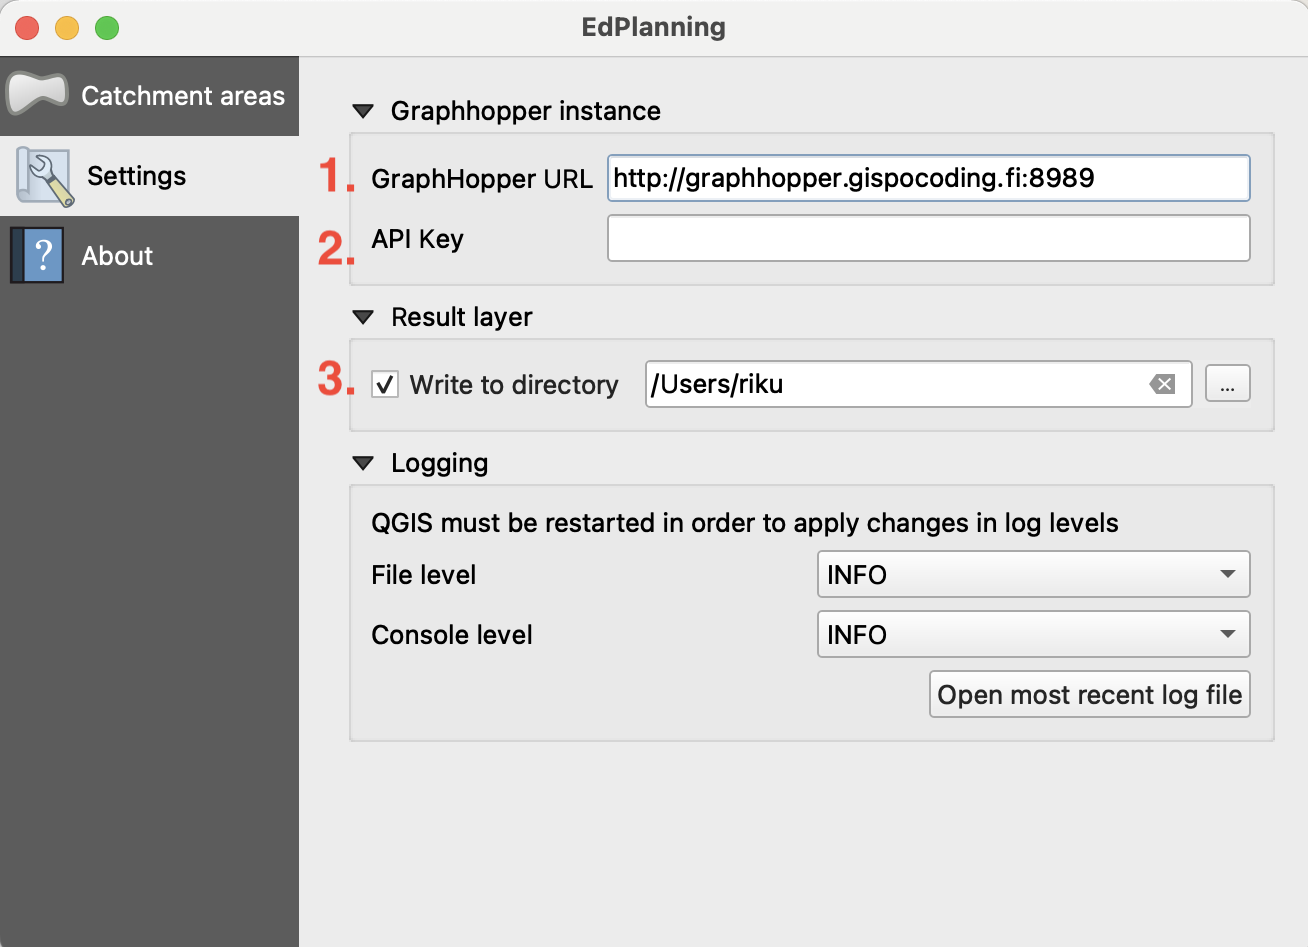 EdPlanning
Catchment areas
Settings
? About
Graphhopper instance
1. GraphHopper URL http://graphhopper.gispocoding.fi:8989
2. API Key
Result layer
3. Write to directory /Users/riku ...
Logging
QGIS must be restarted in order to apply changes in log levels
File level INFO
Console level INFO
Open most recent log file